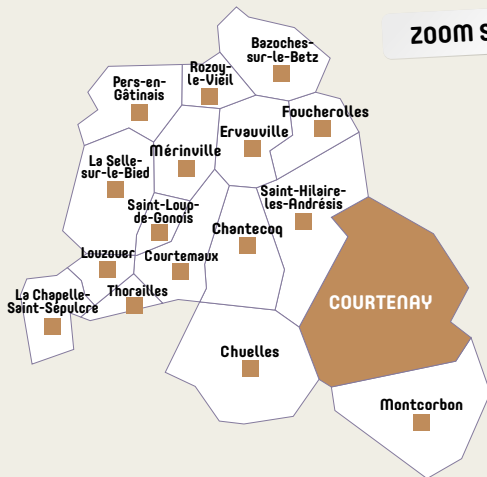 ZOOM S
Bazoches-
sur-le-Betz
Rozoy-
le-Vieil
Pers-en-
Gâtinais
Foucherolles
Ervauville
Mérinville
La Selle-
sur-le-Bied
Saint-Hilaire-
les-Andrésis
Saint-Loup-
de-Gonois
Chantecoq
Louzouer
Courtemaux
La Chapelle-
Saint-Sépulcre
Thorailles
COURTENAY
Chuelles
Montcorbon